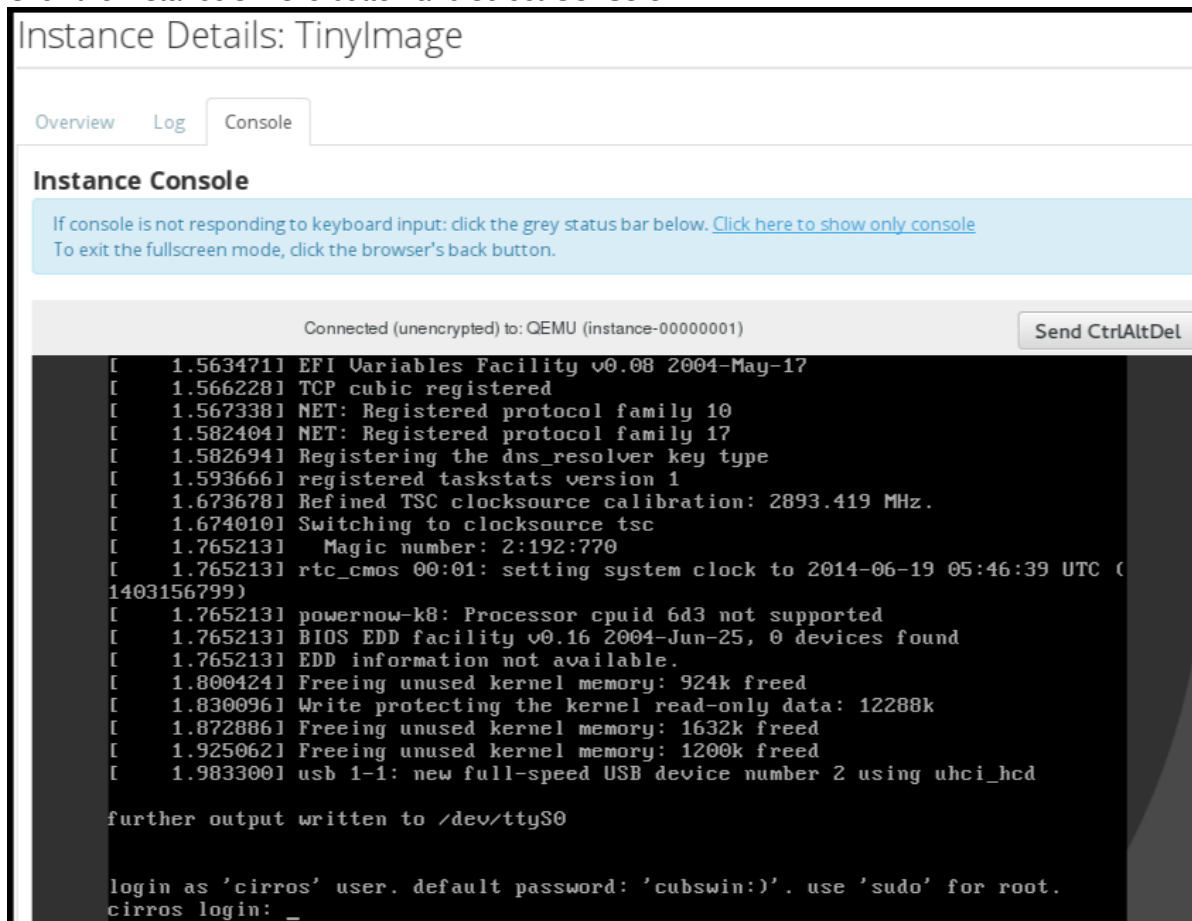 Instance Details: TinyImage
Overview Log Console
Instance Console
If console is not responding to keyboard input: click the grey status bar below. Click here to show only console
To exit the fullscreen mode, click the browser's back button.
Connected (unencrypted) to: QEMU (instance-00000001)
Send CtrlAltDel
[    1.563471] EFI Variables Facility v0.08 2004-May-17
[    1.566228] TCP cubic registered
[    1.567338] NET: Registered protocol family 10
[    1.582404] NET: Registered protocol family 17
[    1.582694] Registering the dns_resolver key type
[    1.593666] registered taskstats version 1
[    1.673678] Refined TSC clocksource calibration: 2893.419 MHz.
[    1.674010] Switching to clocksource tsc
[    1.765213]   Magic number: 2:192:770
[    1.765213] rtc_cmos 00:01: setting system clock to 2014-06-19 05:46:39 UTC (
1403156799)
[    1.765213] powernow-k8: Processor cpuid 6d3 not supported
[    1.765213] BIOS EDD facility v0.16 2004-Jun-25, 0 devices found
[    1.765213] EDD information not available.
[    1.800424] Freeing unused kernel memory: 924k freed
[    1.830096] Write protecting the kernel read-only data: 12288k
[    1.872886] Freeing unused kernel memory: 1632k freed
[    1.925062] Freeing unused kernel memory: 1200k freed
[    1.983300] usb 1-1: new full-speed USB device number 2 using uhci_hcd
further output written to /dev/ttyS0
login as 'cirros' user. default password: 'cubswin:)'. use 'sudo' for root.
cirros login: _